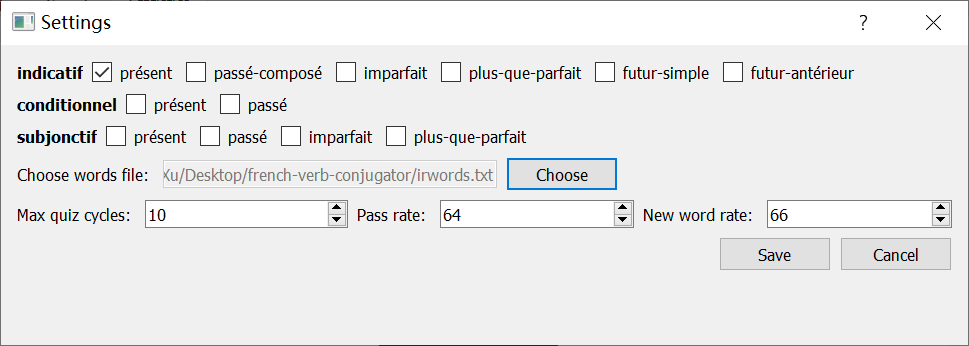 Settings ?
indicatif présent passé-composé imparfait plus-que-parfait futur-simple futur-antérieur
conditionnel présent passé
subjonctif présent passé imparfait plus-que-parfait
Choose words file: Xu/Desktop/french-verb-conjugator/irwords.txt Choose
Max quiz cycles: 10 Pass rate: 64 New word rate: 66
Save Cancel